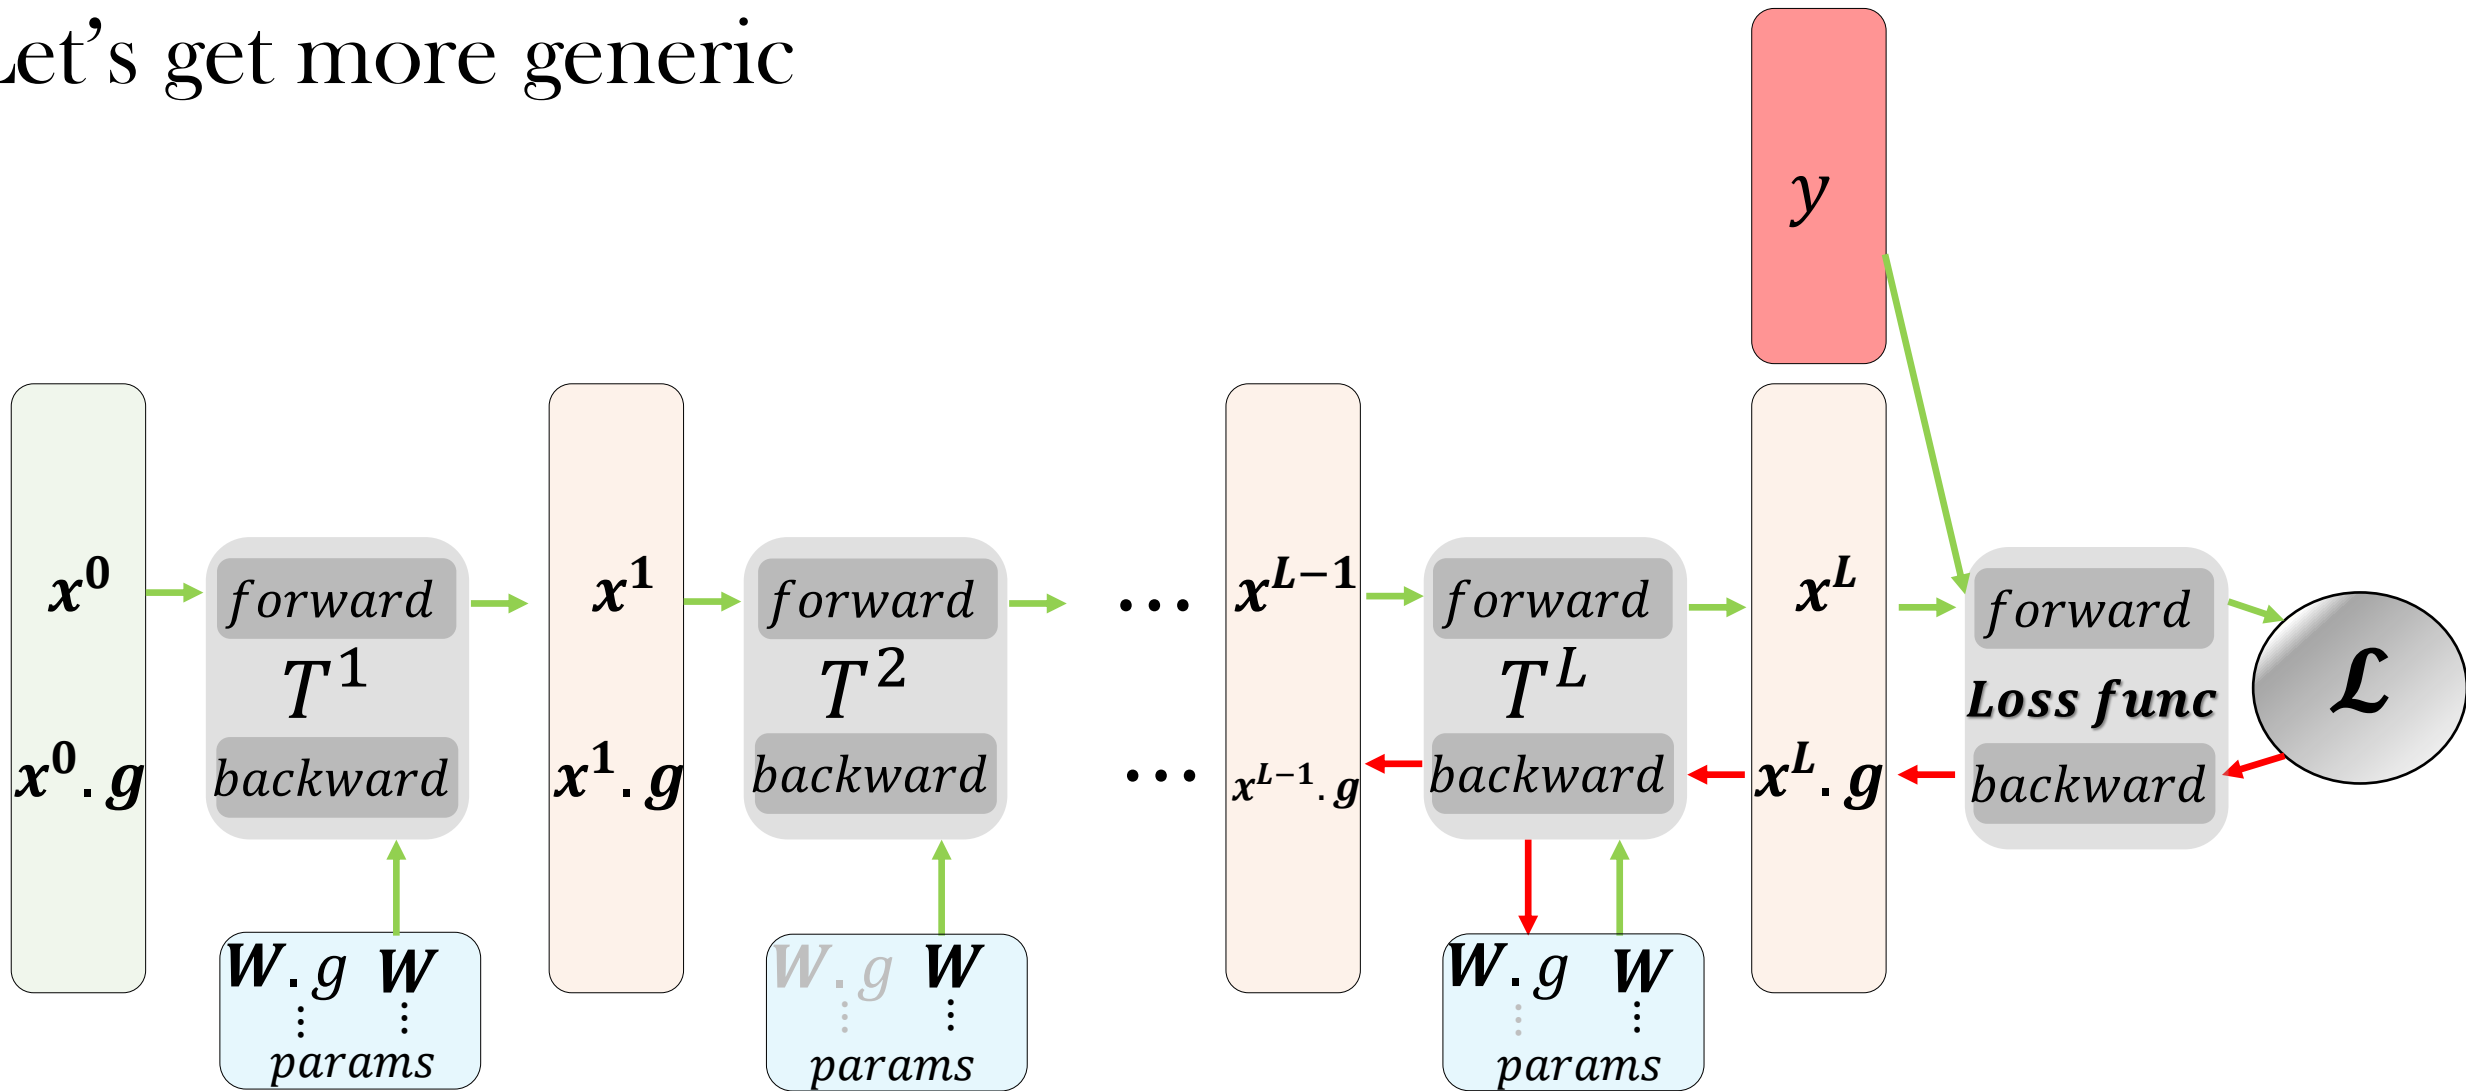 Let's get more generic
y
x⁰ forward x¹ forward ... x^{L−1} forward x^L forward
T¹ T² T^L Loss func ℒ
x⁰.g backward x¹.g backward ... x^{L−1}.g backward x^L.g backward
W.g W W.g W W.g W
⋮ ⋮ ⋮ ⋮ ⋮ ⋮
params params params